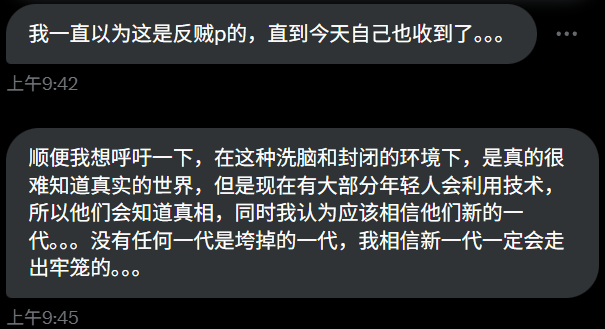 我一直以为这是反贼p的，直到今天自己也收到了。。。
上午9:42
顺便我想呼吁一下，在这种洗脑和封闭的环境下，是真的很
难知道真实的世界，但是现在有大部分年轻人会利用技术，
所以他们会知道真相，同时我认为应该相信他们新的一
代。。。没有任何一代是垮掉的一代，我相信新一代一定会走
出牢笼的。。。
上午9:45